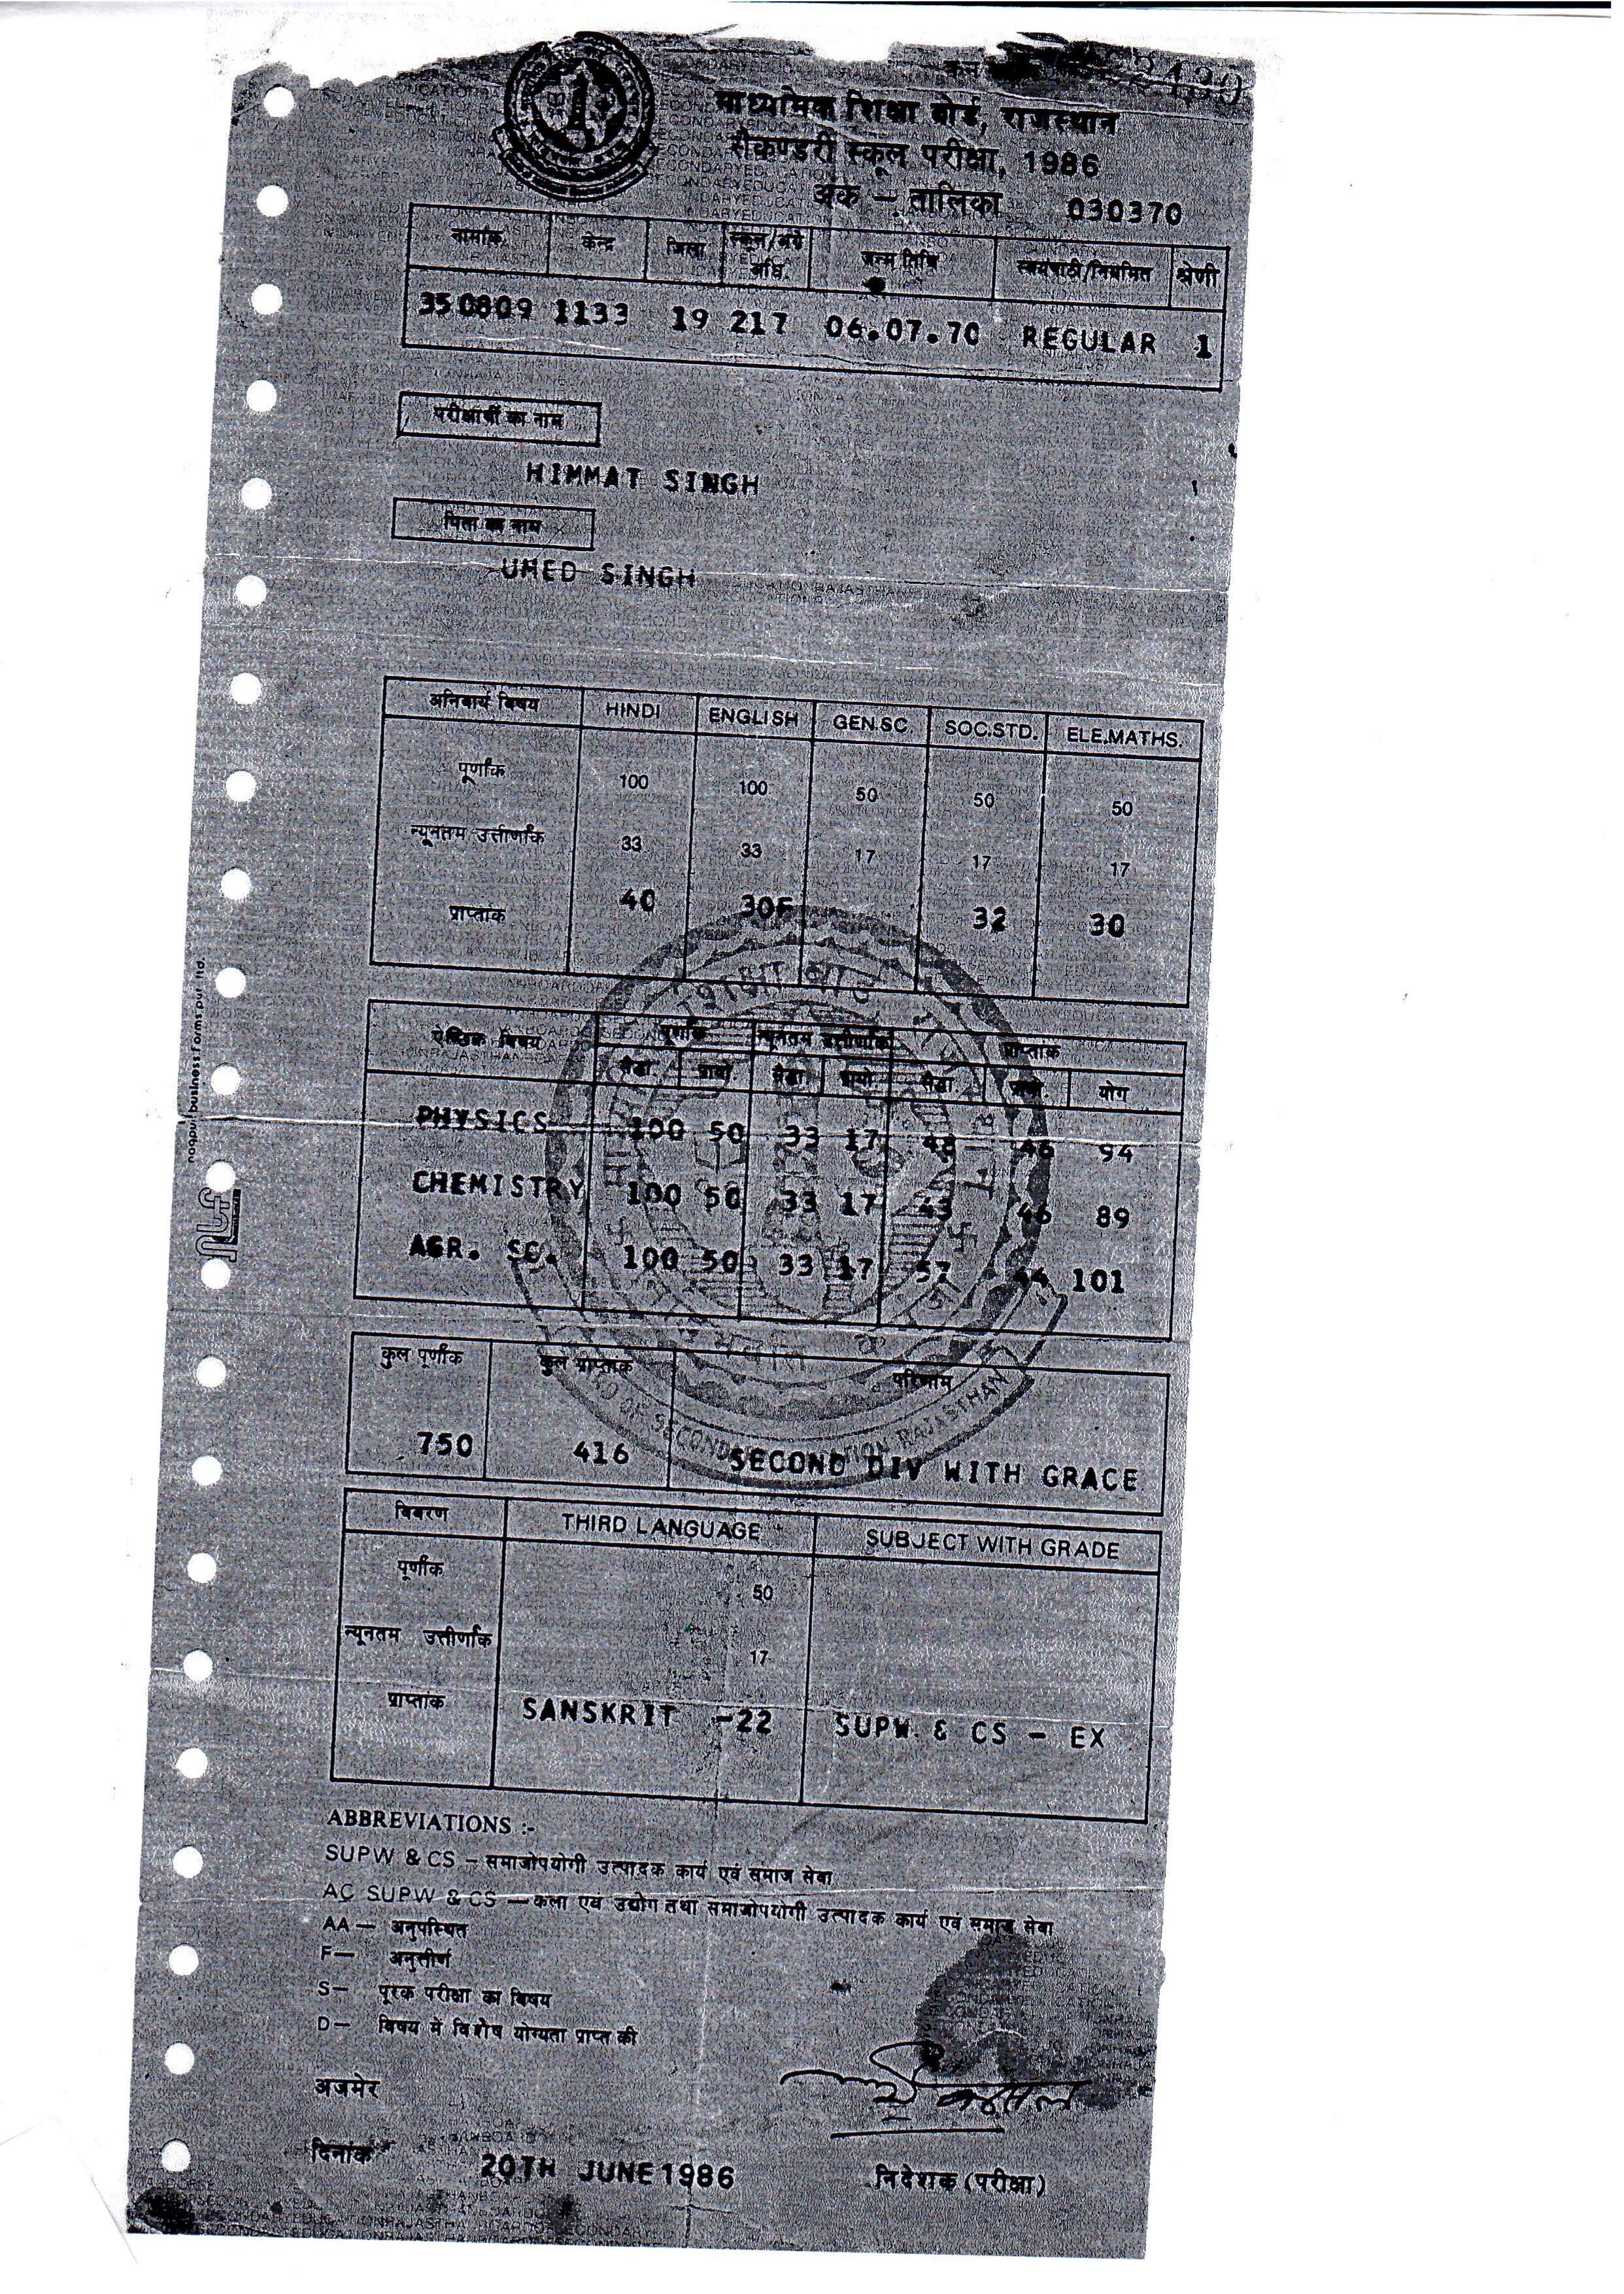 माध्यमिक शिक्षा बोर्ड, राजस्थान
सैकण्डरी स्कूल परीक्षा, 1986
अंक – तालिका 030370
नामांक केन्द्र जिला स्कूल/अग्रे अधि. जन्म तिथि स्वयंपाठी/नियमित श्रेणी
350809 1133 19 217 06.07.70 REGULAR 1
परीक्षार्थी का नाम
HIMMAT SINGH
पिता का नाम
UMED SINGH
अनिवार्य विषय HINDI ENGLISH GEN.SC. SOC.STD. ELE.MATHS.
पूर्णांक 100 100 50 50 50
न्यूनतम उत्तीर्णांक 33 33 17 17 17
प्राप्तांक 40 30F 32 30
ऐच्छिक विषय पूर्णांक न्यूनतम उत्तीर्णांक प्राप्तांक
सैद्धा. प्रायो. सैद्धा. प्रायो. सैद्धा. प्रायो. योग
PHYSICS 100 50 33 17 48 46 94
CHEMISTRY 100 50 33 17 43 46 89
AGR. SC. 100 50 33 17 57 44 101
कुल पूर्णांक कुल प्राप्तांक परिणाम
750 416 SECOND DIV WITH GRACE
विवरण THIRD LANGUAGE SUBJECT WITH GRADE
पूर्णांक 50
न्यूनतम उत्तीर्णांक 17
प्राप्तांक SANSKRIT -22 SUPW. & CS - EX
ABBREVIATIONS :-
SUPW & CS – समाजोपयोगी उत्पादक कार्य एवं समाज सेवा
AC SUPW & CS – कला एवं उद्योग तथा समाजोपयोगी उत्पादक कार्य एवं समाज सेवा
AA – अनुपस्थित
F – अनुत्तीर्ण
S – पूरक परीक्षा का विषय
D – विषय में विशेष योग्यता प्राप्त की
अजमेर
दिनांक 20TH JUNE 1986 निदेशक (परीक्षा)
nagpur business forms pvt ltd.